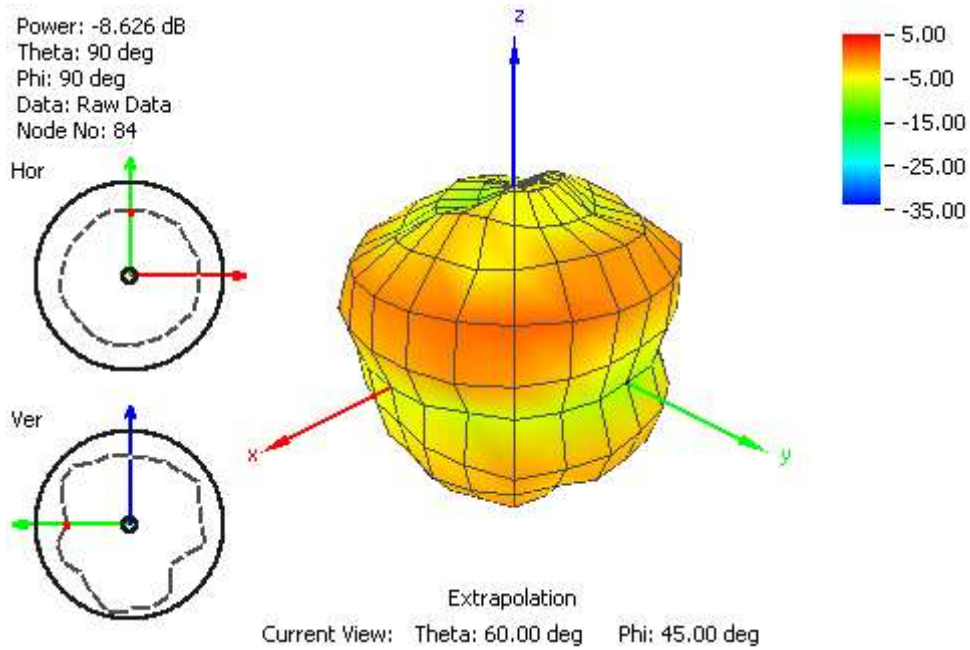 Power: -8.626 dB
Theta: 90 deg
Phi: 90 deg
Data: Raw Data
Node No: 84
Hor
Ver
z
x
y
5.00
-5.00
-15.00
-25.00
-35.00
Extrapolation
Current View: Theta: 60.00 deg Phi: 45.00 deg